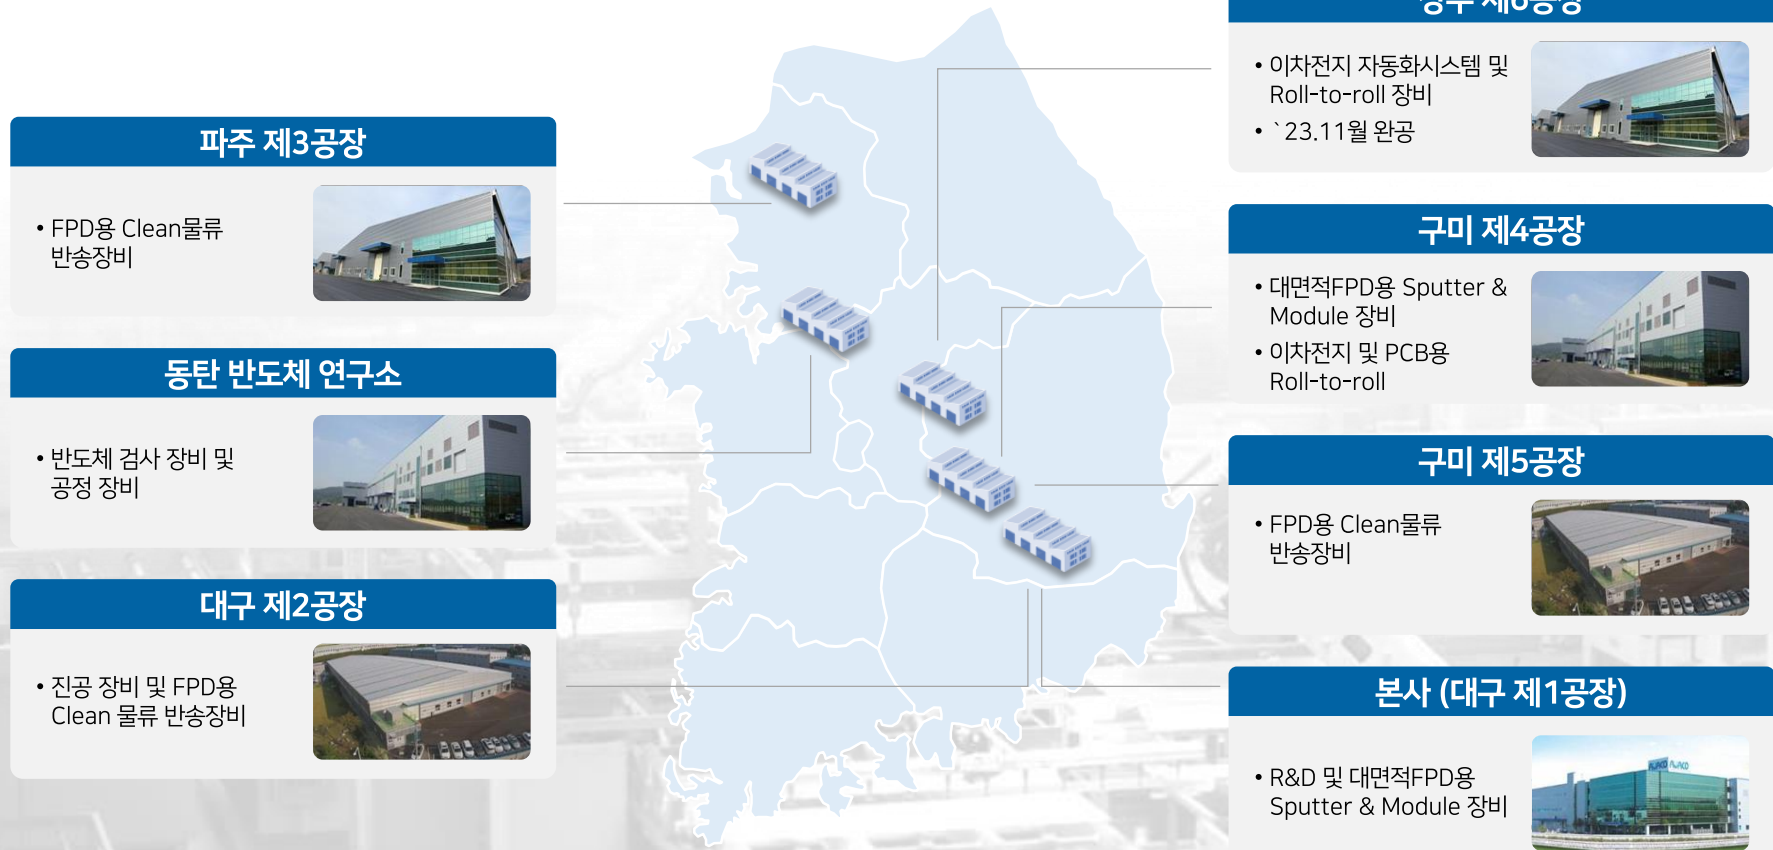 파주 제3공장
• FPD용 Clean물류
반송장비
동탄 반도체 연구소
• 반도체 검사 장비 및
공정 장비
대구 제2공장
• 진공 장비 및 FPD용
Clean 물류 반송장비
제6공장
• 이차전지 자동화시스템 및
Roll-to-roll 장비
• `23.11월 완공
구미 제4공장
• 대면적FPD용 Sputter &
Module 장비
• 이차전지 및 PCB용
Roll-to-roll
구미 제5공장
• FPD용 Clean물류
반송장비
본사 (대구 제1공장)
• R&D 및 대면적FPD용
Sputter & Module 장비